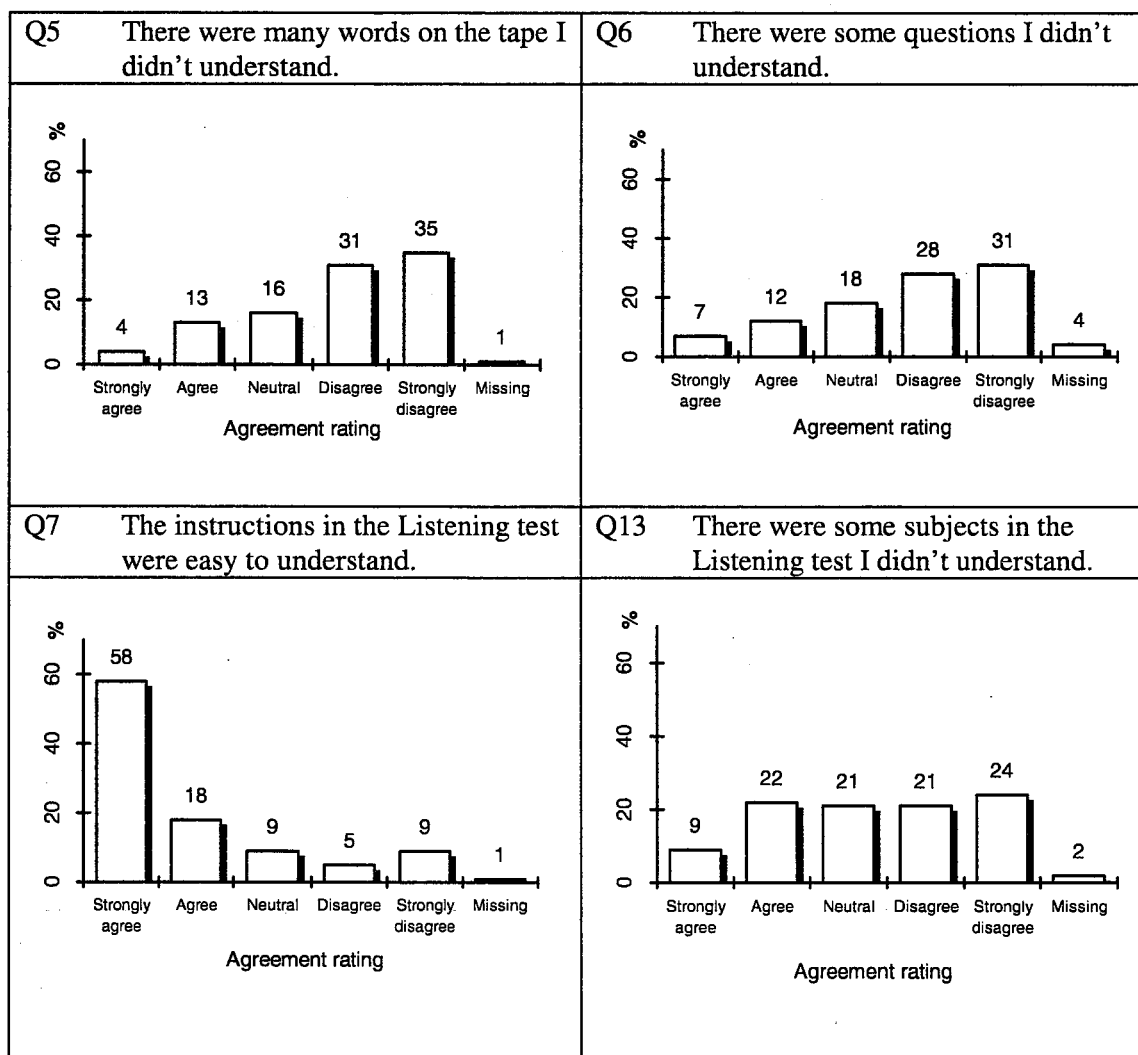 Q5 There were many words on the tape I
didn't understand.
%
60
40
20
0
4
13
16
31
35
1
Strongly agree
Agree
Neutral
Disagree
Strongly disagree
Missing
Agreement rating
Q6 There were some questions I didn't
understand.
%
60
40
20
0
7
12
18
28
31
4
Strongly agree
Agree
Neutral
Disagree
Strongly disagree
Missing
Agreement rating
Q7 The instructions in the Listening test
were easy to understand.
%
60
40
20
0
58
18
9
5
9
1
Strongly agree
Agree
Neutral
Disagree
Strongly disagree
Missing
Agreement rating
Q13 There were some subjects in the
Listening test I didn't understand.
%
60
40
20
0
9
22
21
21
24
2
Strongly agree
Agree
Neutral
Disagree
Strongly disagree
Missing
Agreement rating